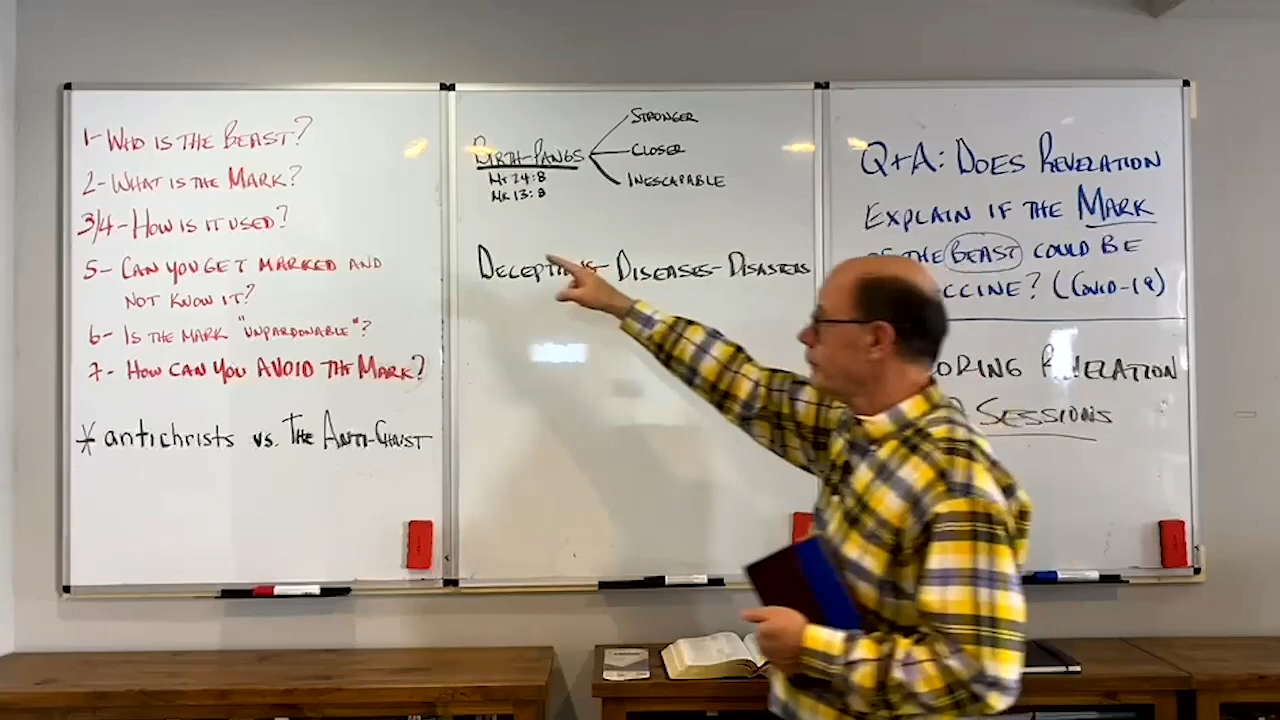 1- WHO IS THE BEAST?
2- WHAT IS THE MARK?
3/4- HOW IS IT USED?
5- CAN YOU GET MARKED AND
NOT KNOW IT?
6- IS THE MARK "UNPARDONABLE"?
7- HOW CAN YOU AVOID THE MARK?
* antichrists vs. THE ANTI-CHRIST
BIRTH-PANGS
MT 24:8
MK 13:8
STRONGER
CLOSER
INESCAPABLE
DISEASES- DISASTERS
Q+A: DOES REVELATION
EXPLAIN IF THE MARK
THE BEAST COULD BE
(COVID-19)
REVELATION
SESSIONS